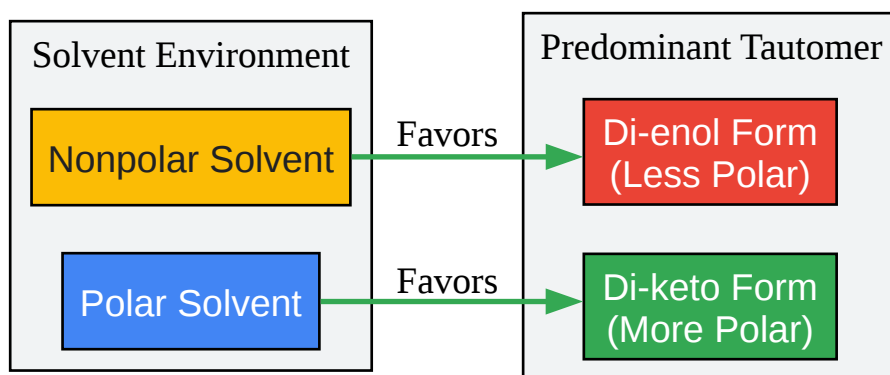 Solvent Environment
Predominant Tautomer
Nonpolar Solvent
Favors
Di-enol Form
(Less Polar)
Polar Solvent
Favors
Di-keto Form
(More Polar)